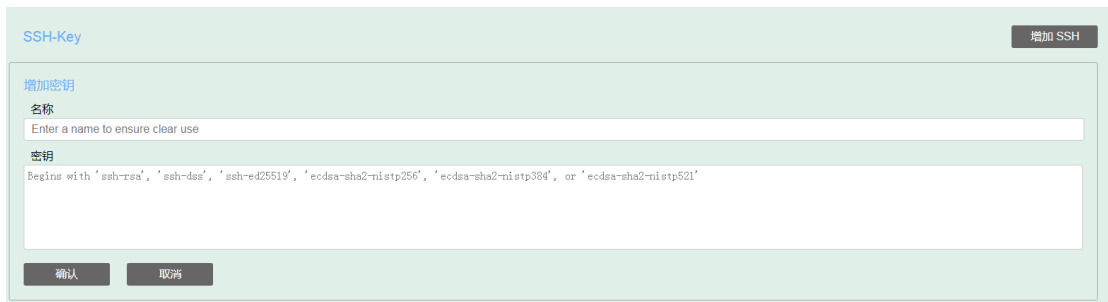 SSH-Key
增加 SSH
增加密钥
名称
Enter a name to ensure clear use
密钥
Begins with 'ssh-rsa', 'ssh-dss', 'ssh-ed25519', 'ecdsa-sha2-nistp256', 'ecdsa-sha2-nistp384', or 'ecdsa-sha2-nistp521'
确认
取消